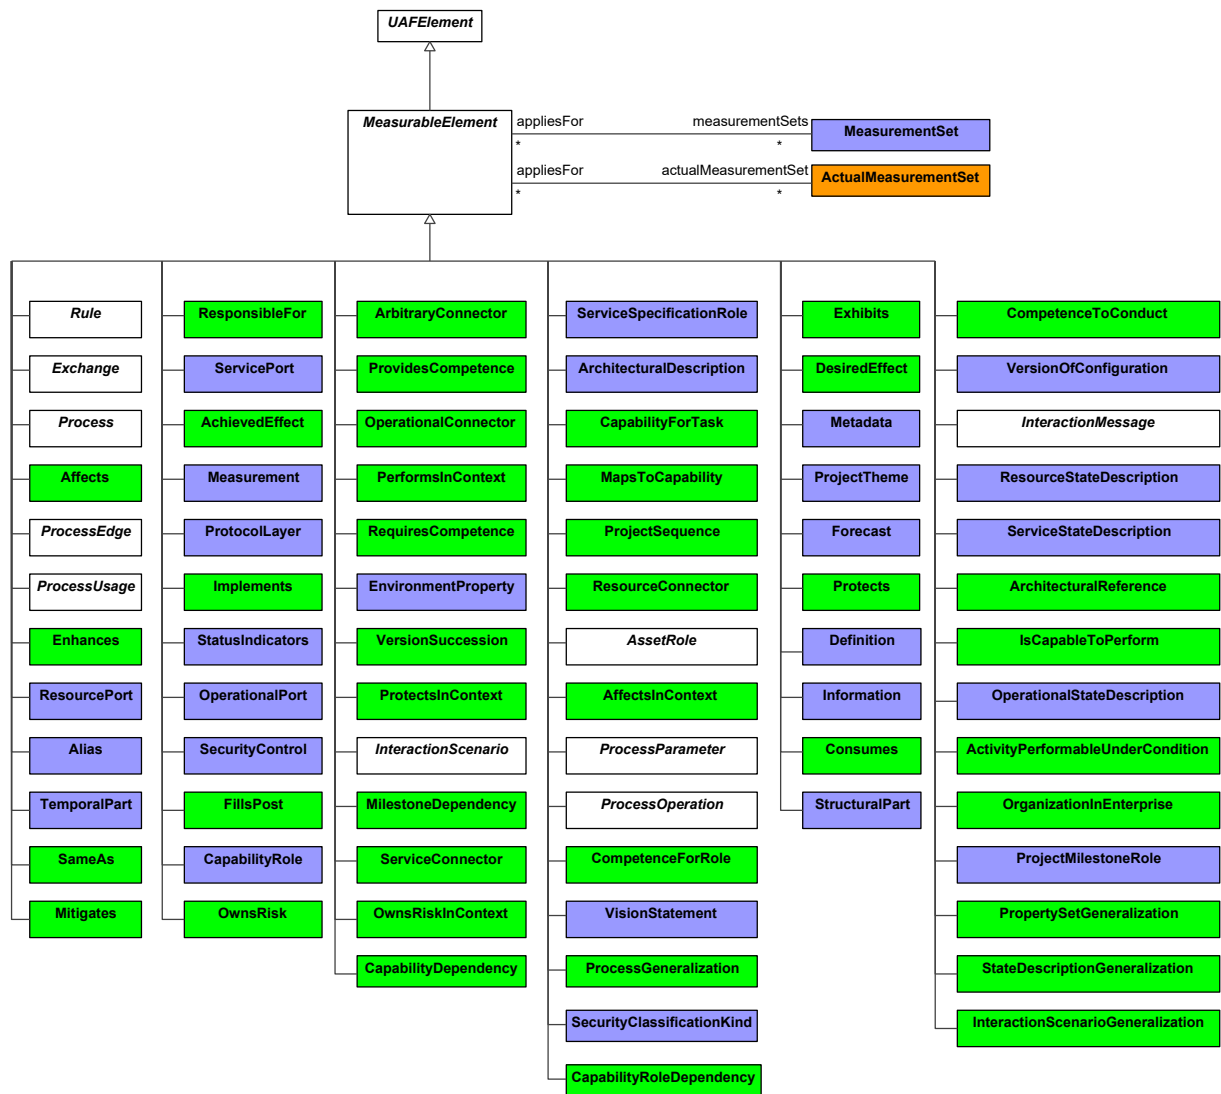 UAFElement
MeasurableElement
appliesFor
measurementSets
*
*
MeasurementSet
appliesFor
actualMeasurementSet
*
*
ActualMeasurementSet
Rule
Exchange
Process
Affects
ProcessEdge
ProcessUsage
Enhances
ResourcePort
Alias
TemporalPart
SameAs
Mitigates
ResponsibleFor
ServicePort
AchievedEffect
Measurement
ProtocolLayer
Implements
StatusIndicators
OperationalPort
SecurityControl
FillsPost
CapabilityRole
OwnsRisk
ArbitraryConnector
ProvidesCompetence
OperationalConnector
PerformsInContext
RequiresCompetence
EnvironmentProperty
VersionSuccession
ProtectsInContext
InteractionScenario
MilestoneDependency
ServiceConnector
OwnsRiskInContext
CapabilityDependency
ServiceSpecificationRole
ArchitecturalDescription
CapabilityForTask
MapsToCapability
ProjectSequence
ResourceConnector
AssetRole
AffectsInContext
ProcessParameter
ProcessOperation
CompetenceForRole
VisionStatement
ProcessGeneralization
SecurityClassificationKind
CapabilityRoleDependency
Exhibits
DesiredEffect
Metadata
ProjectTheme
Forecast
Protects
Definition
Information
Consumes
StructuralPart
CompetenceToConduct
VersionOfConfiguration
InteractionMessage
ResourceStateDescription
ServiceStateDescription
ArchitecturalReference
IsCapableToPerform
OperationalStateDescription
ActivityPerformableUnderCondition
OrganizationInEnterprise
ProjectMilestoneRole
PropertySetGeneralization
StateDescriptionGeneralization
InteractionScenarioGeneralization